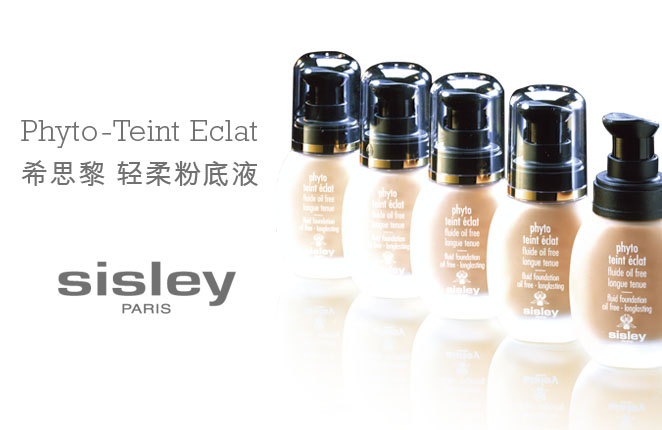 Phyto-Teint Eclat
希思黎 轻柔粉底液
sisley
PARIS
phyto
teint éclat
fluide oil free
longue tenue
fluid foundation
oil free - longlasting
sisley
phyto
teint éclat
fluide oil free
longue tenue
fluid foundation
oil free - longlasting
sisley
phyto
teint éclat
fluide oil free
longue tenue
fluid foundation
oil free - longlasting
sisley
phyto
teint éclat
fluide oil free
longue tenue
fluid foundation
oil free - longlasting
sisley
phyto
teint éclat
fluide oil free
longue tenue
fluid foundation
oil free - longlasting
sisley